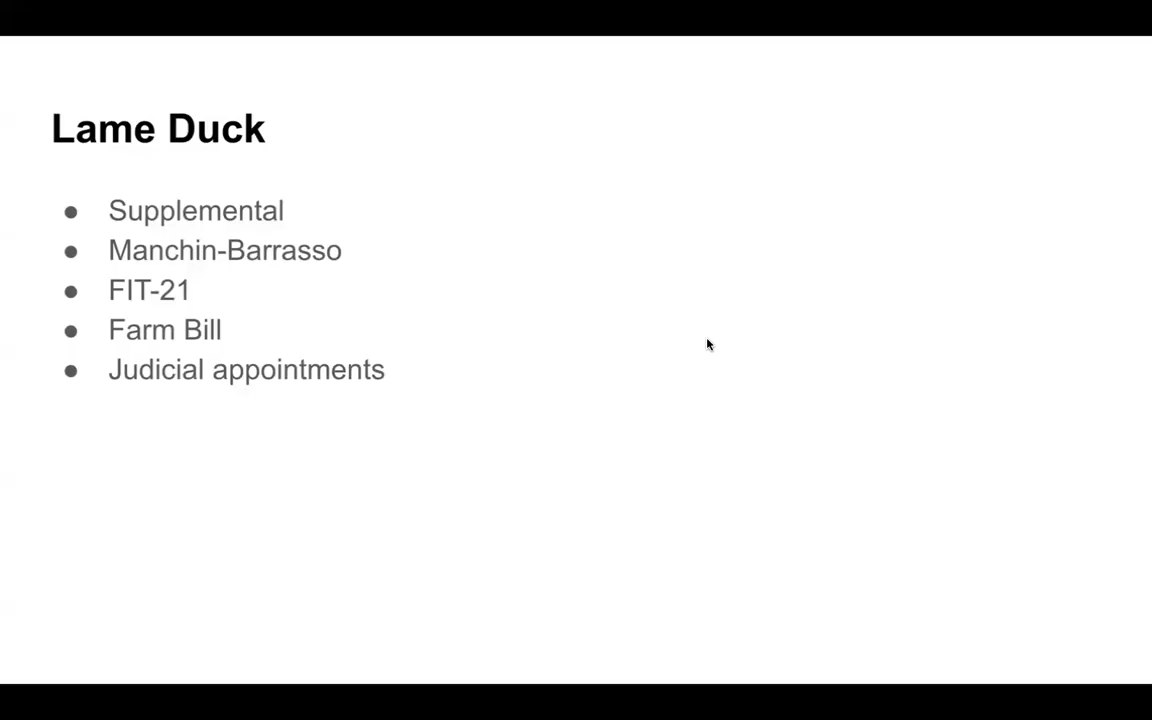 Lame Duck
● Supplemental
● Manchin-Barrasso
● FIT-21
● Farm Bill
● Judicial appointments